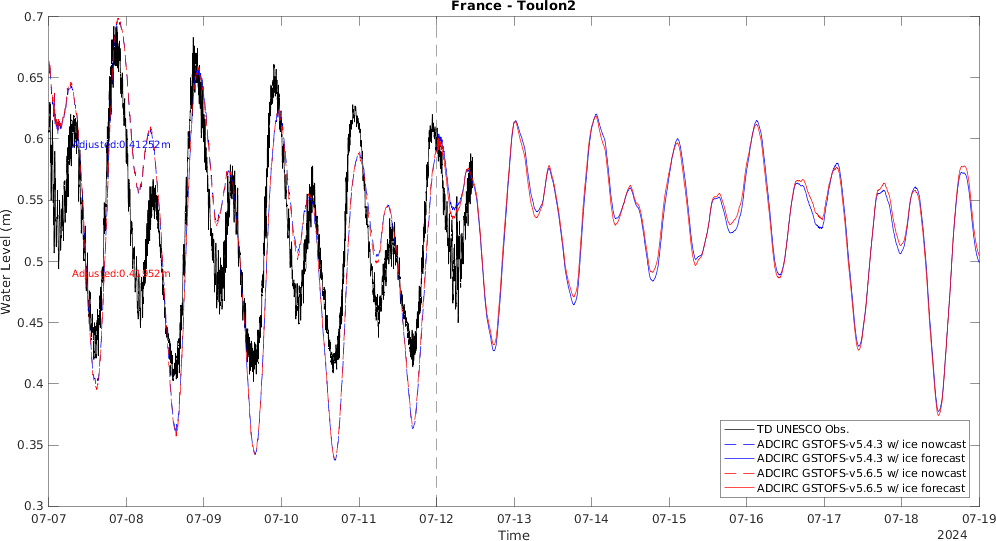 France - Toulon2
0.7
0.65
0.6
0.55
0.5
0.45
0.4
0.35
0.3
Water Level (m)
Adjusted:0.41252m
Adjusted:0.41952m
TD UNESCO Obs.
ADCIRC GSTOFS-v5.4.3 w/ ice nowcast
ADCIRC GSTOFS-v5.4.3 w/ ice forecast
ADCIRC GSTOFS-v5.6.5 w/ ice nowcast
ADCIRC GSTOFS-v5.6.5 w/ ice forecast
07-07 07-08 07-09 07-10 07-11 07-12 07-13 07-14 07-15 07-16 07-17 07-18 07-19
Time
2024